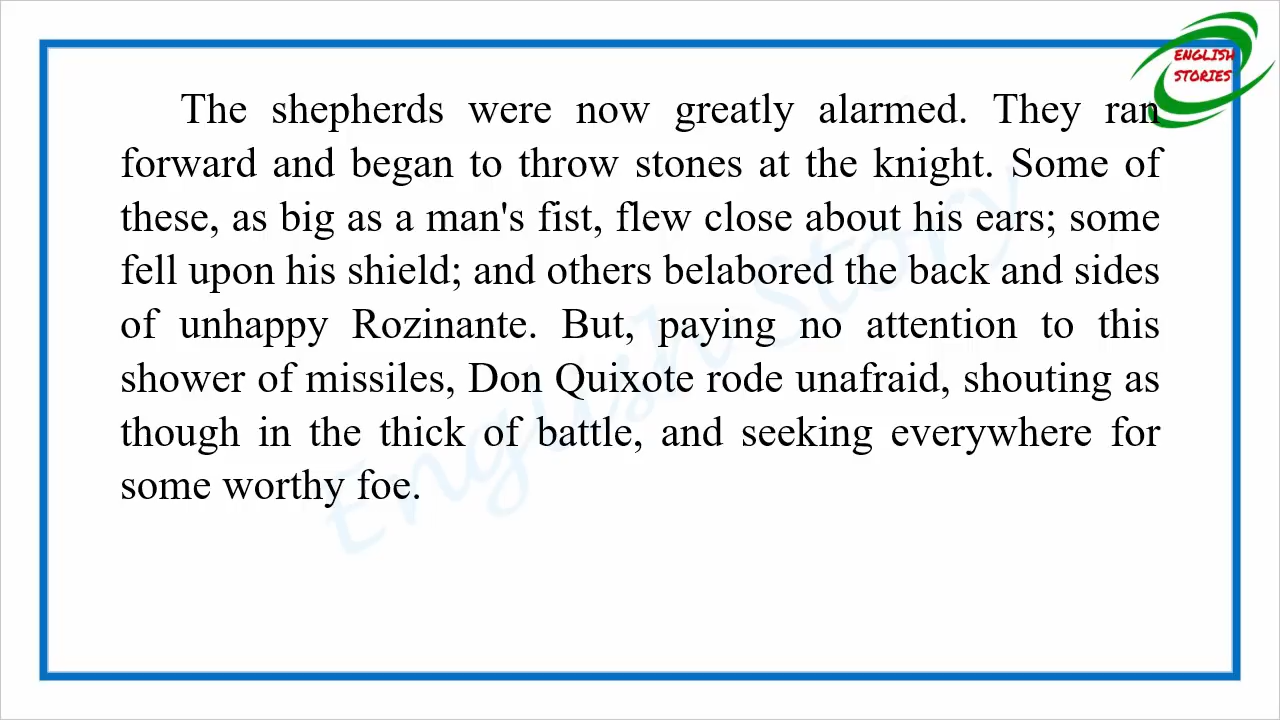 ENGLISH
STORIES
The shepherds were now greatly alarmed. They ran
forward and began to throw stones at the knight. Some of
these, as big as a man's fist, flew close about his ears; some
fell upon his shield; and others belabored the back and sides
of unhappy Rozinante. But, paying no attention to this
shower of missiles, Don Quixote rode unafraid, shouting as
though in the thick of battle, and seeking everywhere for
some worthy foe.
English Story